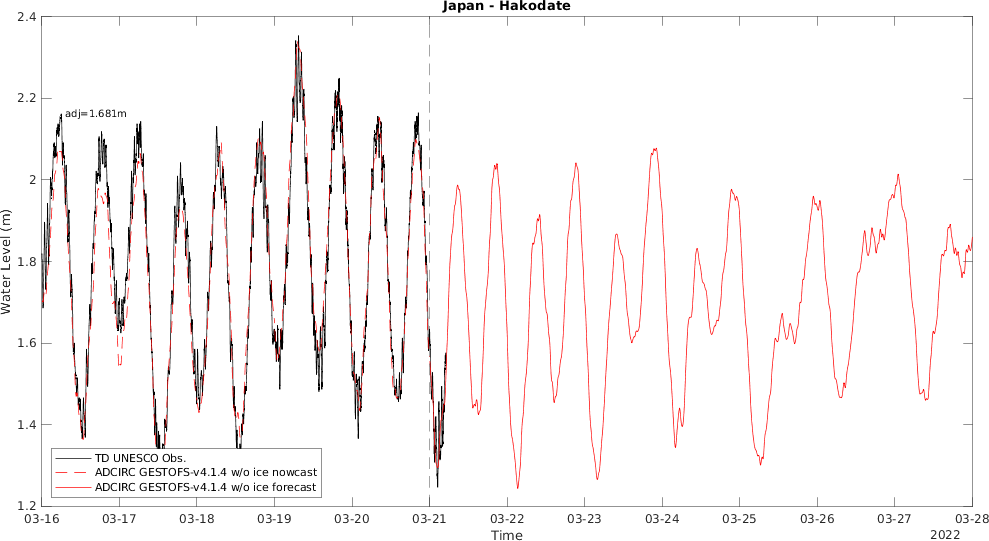 Japan - Hakodate
2.4
2.2
2
1.8
1.6
1.4
1.2
Water Level (m)
adj=1.681m
TD UNESCO Obs.
ADCIRC GESTOFS-v4.1.4 w/o ice nowcast
ADCIRC GESTOFS-v4.1.4 w/o ice forecast
03-16 03-17 03-18 03-19 03-20 03-21 03-22 03-23 03-24 03-25 03-26 03-27 03-28
Time
2022